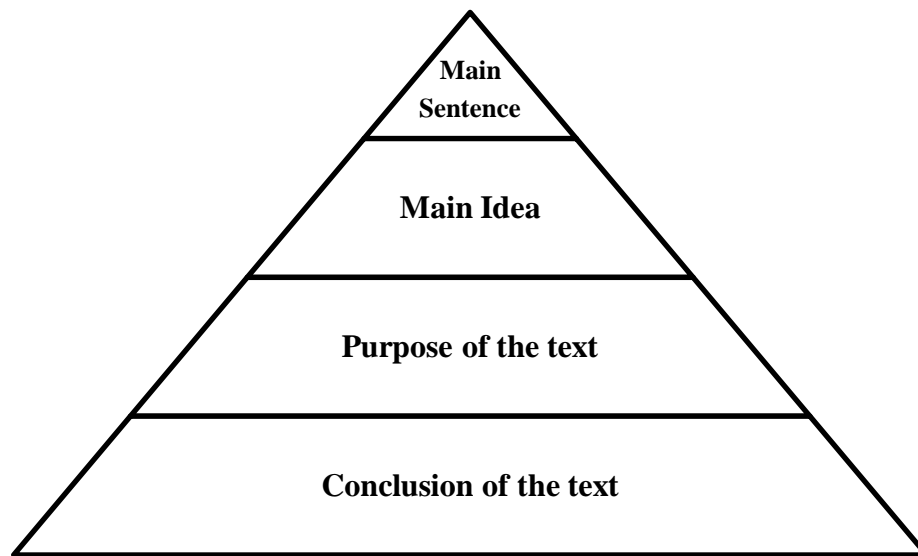 Main
Sentence
Main Idea
Purpose of the text
Conclusion of the text